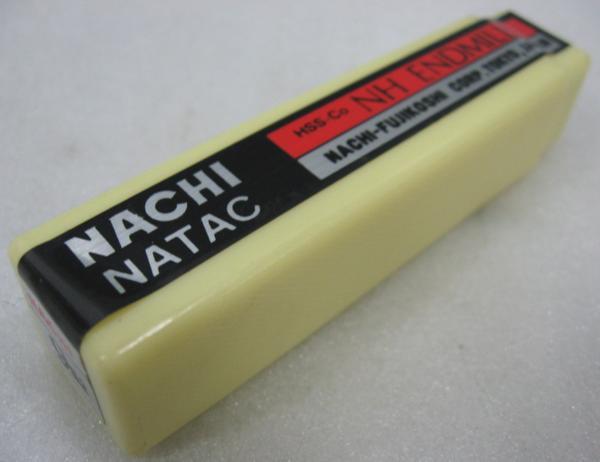 NACHI
NATAC
HSS-Co NH ENDMILL
NACHI-FUJIKOSHI CORP. TOKYO,